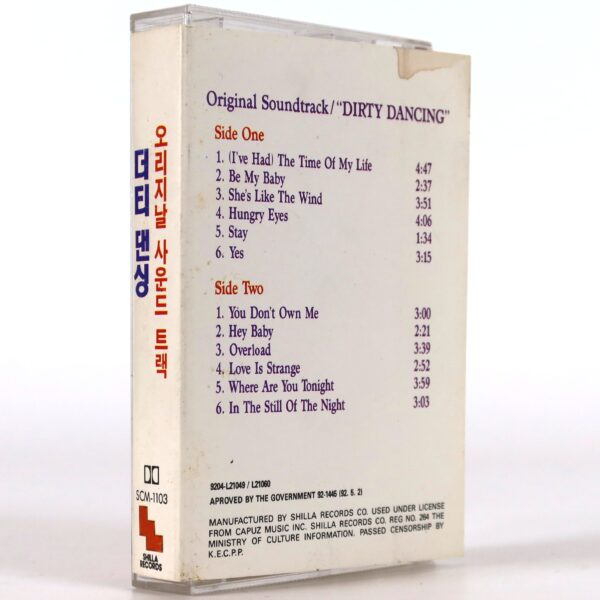 오리지날 사운드 트랙
더티 댄싱
SCM-1103
SHILLA
RECORDS
Original Soundtrack/“DIRTY DANCING”
Side One
1. (I've Had) The Time Of My Life 4:47
2. Be My Baby 2:37
3. She's Like The Wind 3:51
4. Hungry Eyes 4:06
5. Stay 1:34
6. Yes 3:15
Side Two
1. You Don't Own Me 3:00
2. Hey Baby 2:21
3. Overload 3:39
4. Love Is Strange 2:52
5. Where Are You Tonight 3:59
6. In The Still Of The Night 3:03
9204-L21049 / L21060
APROVED BY THE GOVERNMENT 92-1445 (92. 5. 2)
MANUFACTURED BY SHILLA RECORDS CO. USED UNDER LICENSE
FROM CAPUZ MUSIC INC. SHILLA RECORDS CO. REG NO. 264 THE
MINISTRY OF CULTURE INFORMATION. PASSED CENSORSHIP BY
K.E.C.P.P.